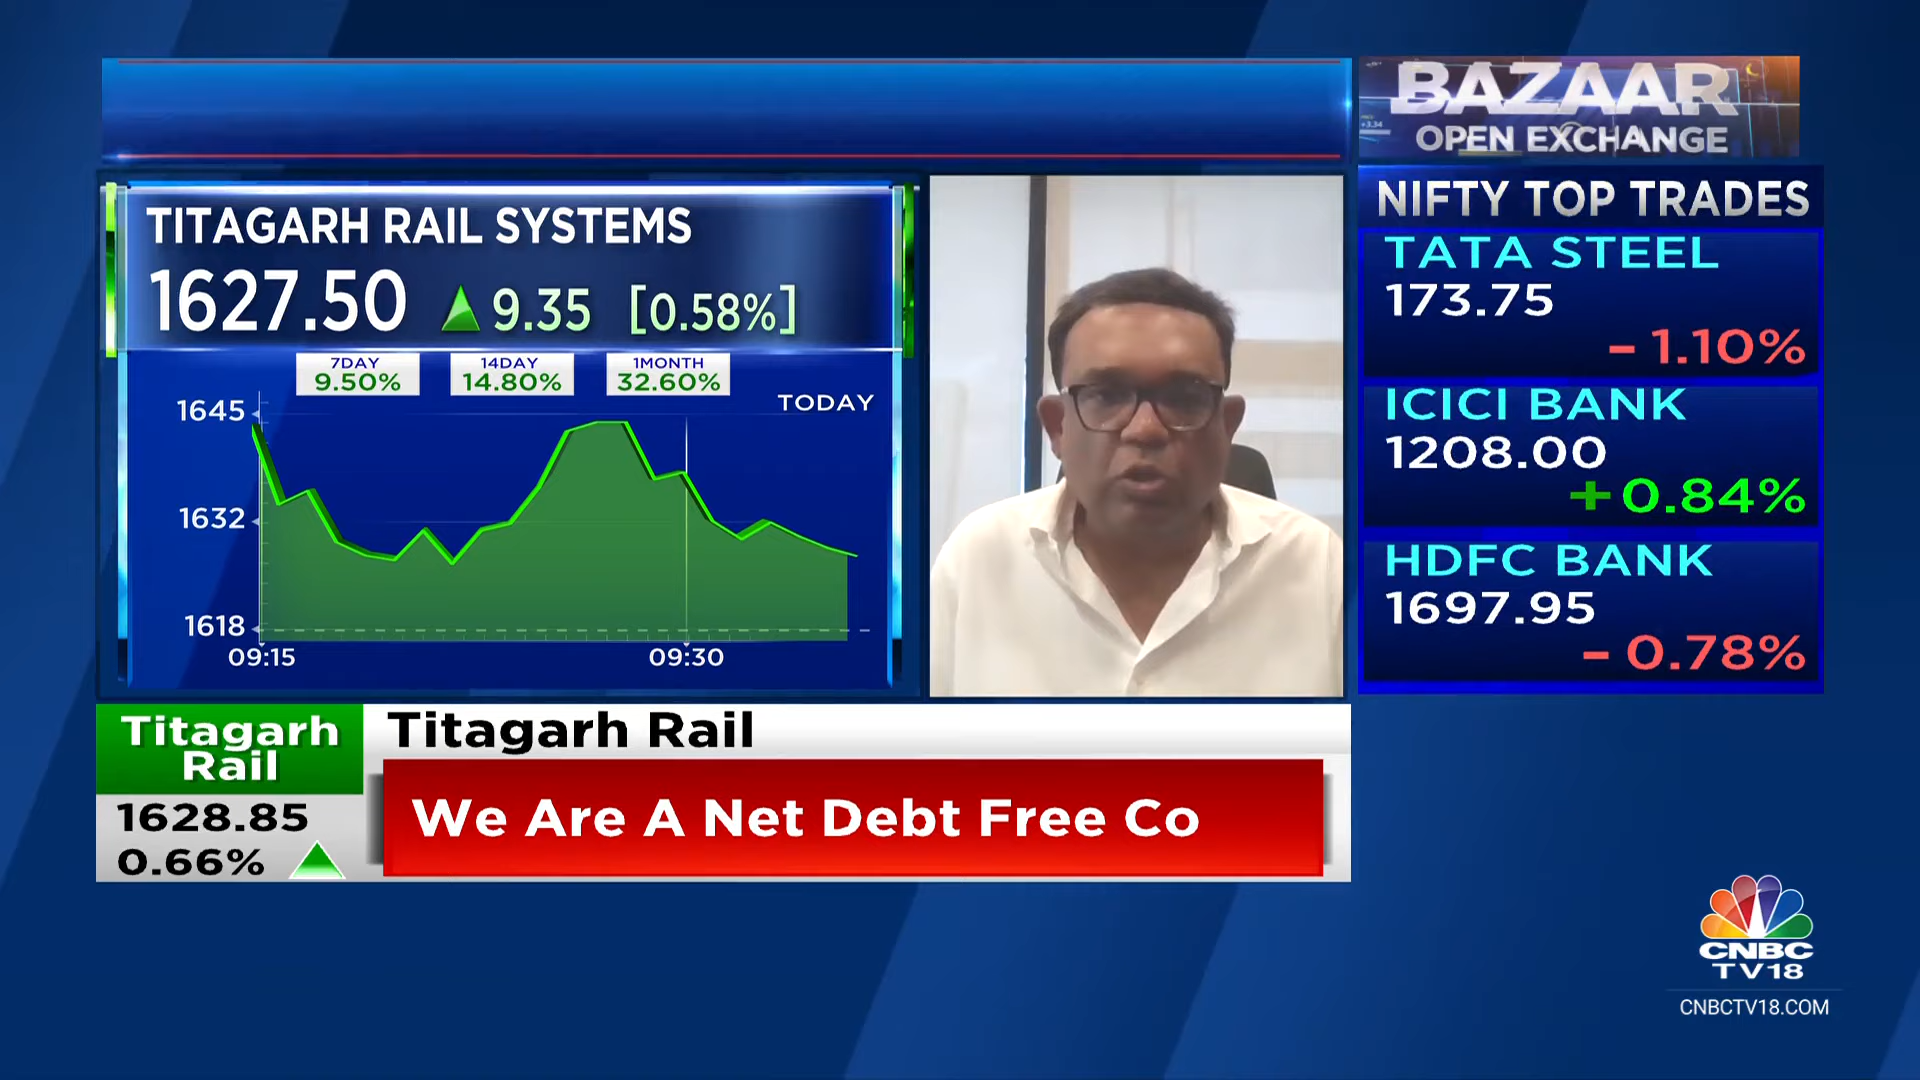 BAZAAR
OPEN EXCHANGE
TITAGARH RAIL SYSTEMS
1627.50 ▲ 9.35 [0.58%]
7DAY
9.50%
14DAY
14.80%
1MONTH
32.60%
TODAY
1645
1632
1618
09:15
09:30
NIFTY TOP TRADES
TATA STEEL
173.75
- 1.10%
ICICI BANK
1208.00
+ 0.84%
HDFC BANK
1697.95
- 0.78%
Titagarh
Rail
1628.85
0.66%
Titagarh Rail
We Are A Net Debt Free Co
CNBC
TV18
CNBCTV18.COM